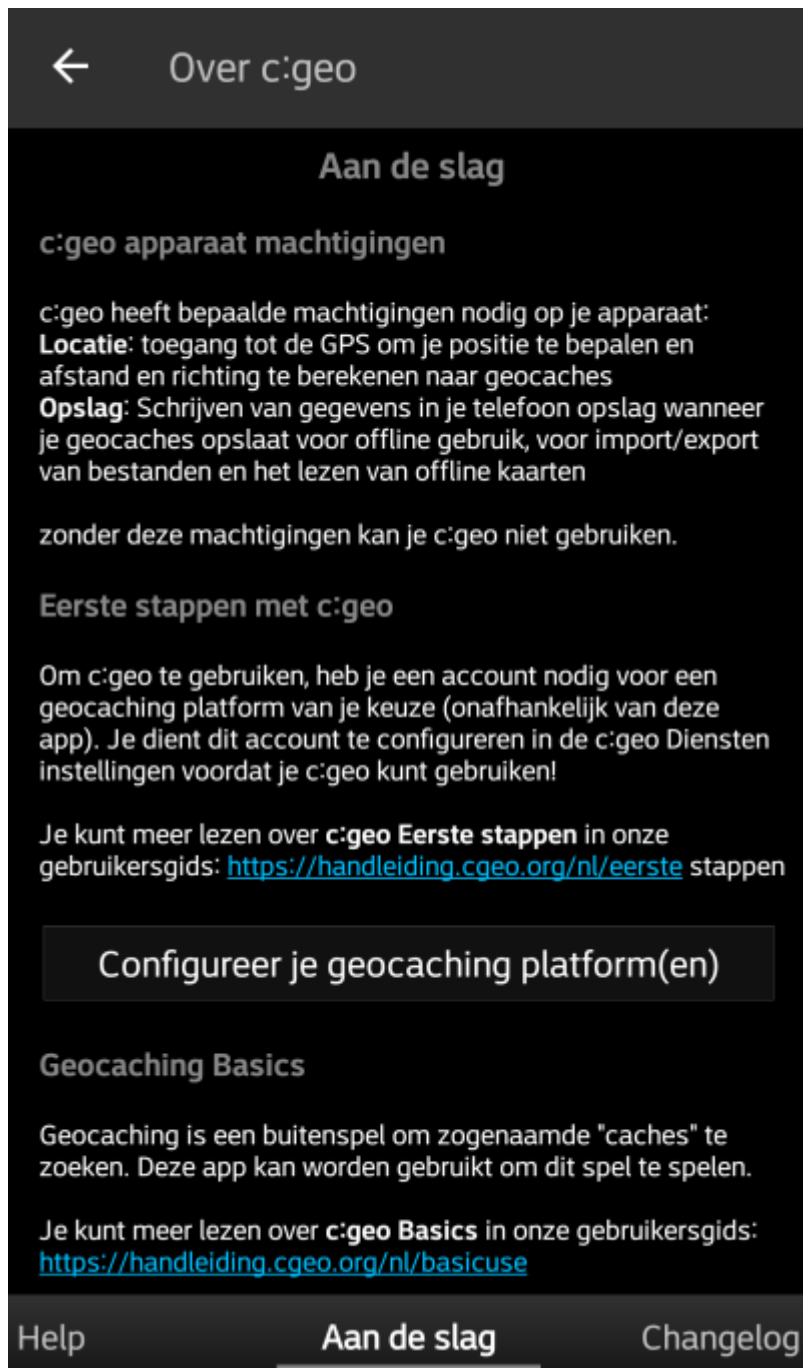 Over c:geo
Aan de slag
c:geo apparaat machtigingen
c:geo heeft bepaalde machtigingen nodig op je apparaat:
Locatie: toegang tot de GPS om je positie te bepalen en
afstand en richting te berekenen naar geocaches
Opslag: Schrijven van gegevens in je telefoon opslag wanneer
je geocaches opslaat voor offline gebruik, voor import/export
van bestanden en het lezen van offline kaarten
zonder deze machtigingen kan je c:geo niet gebruiken.
Eerste stappen met c:geo
Om c:geo te gebruiken, heb je een account nodig voor een
geocaching platform van je keuze (onafhankelijk van deze
app). Je dient dit account te configureren in de c:geo Diensten
instellingen voordat je c:geo kunt gebruiken!
Je kunt meer lezen over c:geo Eerste stappen in onze
gebruikersgids: https://handleiding.cgeo.org/nl/eerste stappen
Configureer je geocaching platform(en)
Geocaching Basics
Geocaching is een buitenspel om zogenaamde "caches" te
zoeken. Deze app kan worden gebruikt om dit spel te spelen.
Je kunt meer lezen over c:geo Basics in onze gebruikersgids:
https://handleiding.cgeo.org/nl/basicuse
Help Aan de slag Changelog